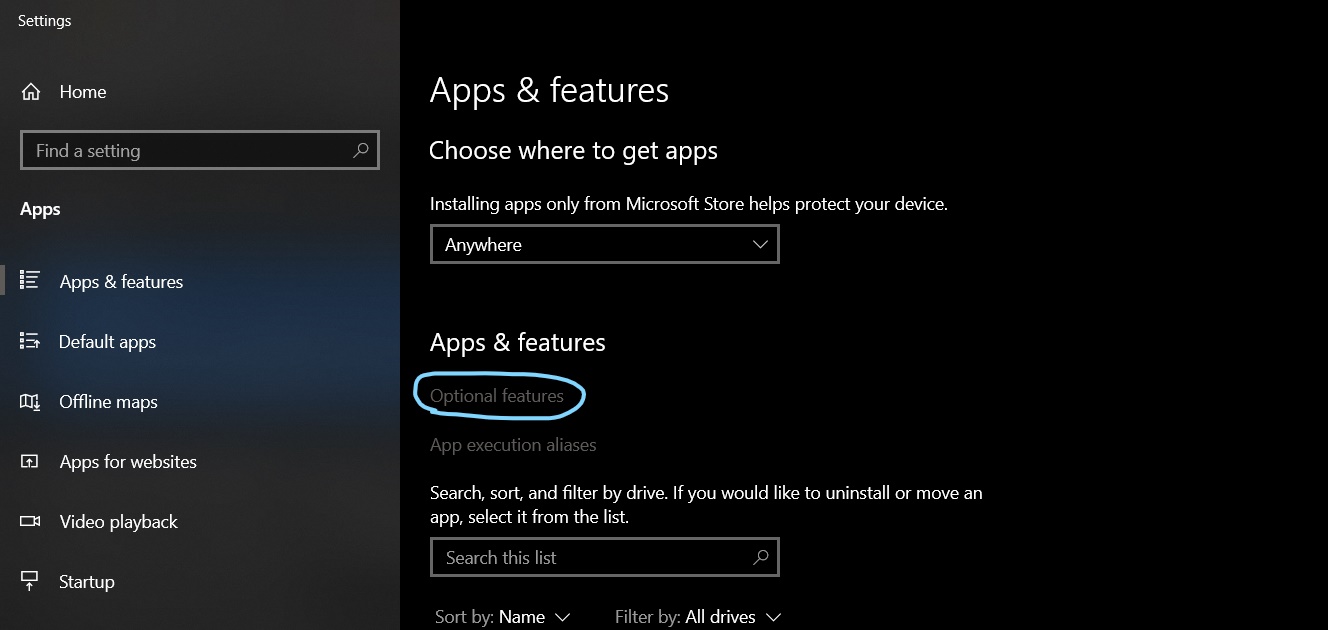 Settings
Home
Find a setting
Apps
Apps & features
Default apps
Offline maps
Apps for websites
Video playback
Startup
Apps & features
Choose where to get apps
Installing apps only from Microsoft Store helps protect your device.
Anywhere
Apps & features
Optional features
App execution aliases
Search, sort, and filter by drive. If you would like to uninstall or move an
app, select it from the list.
Search this list
Sort by: Name Filter by: All drives